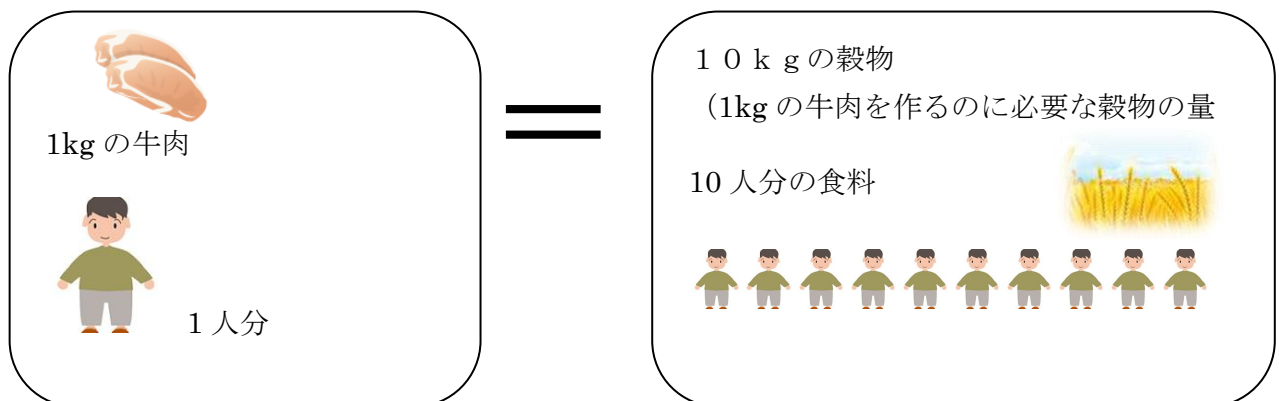 1kg の牛肉
1 人分
１０ｋｇの穀物
（1kg の牛肉を作るのに必要な穀物の量
10 人分の食料